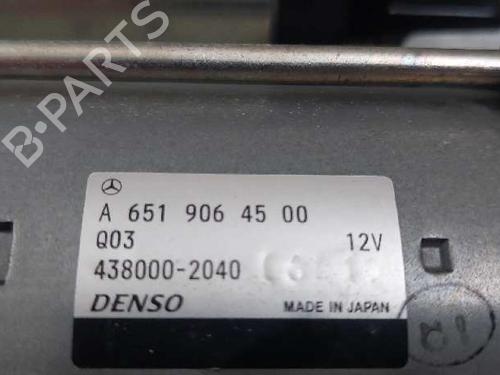 B-Parts
A 651 906 45 00
Q03 12V
438000-2040
DENSO MADE IN JAPAN